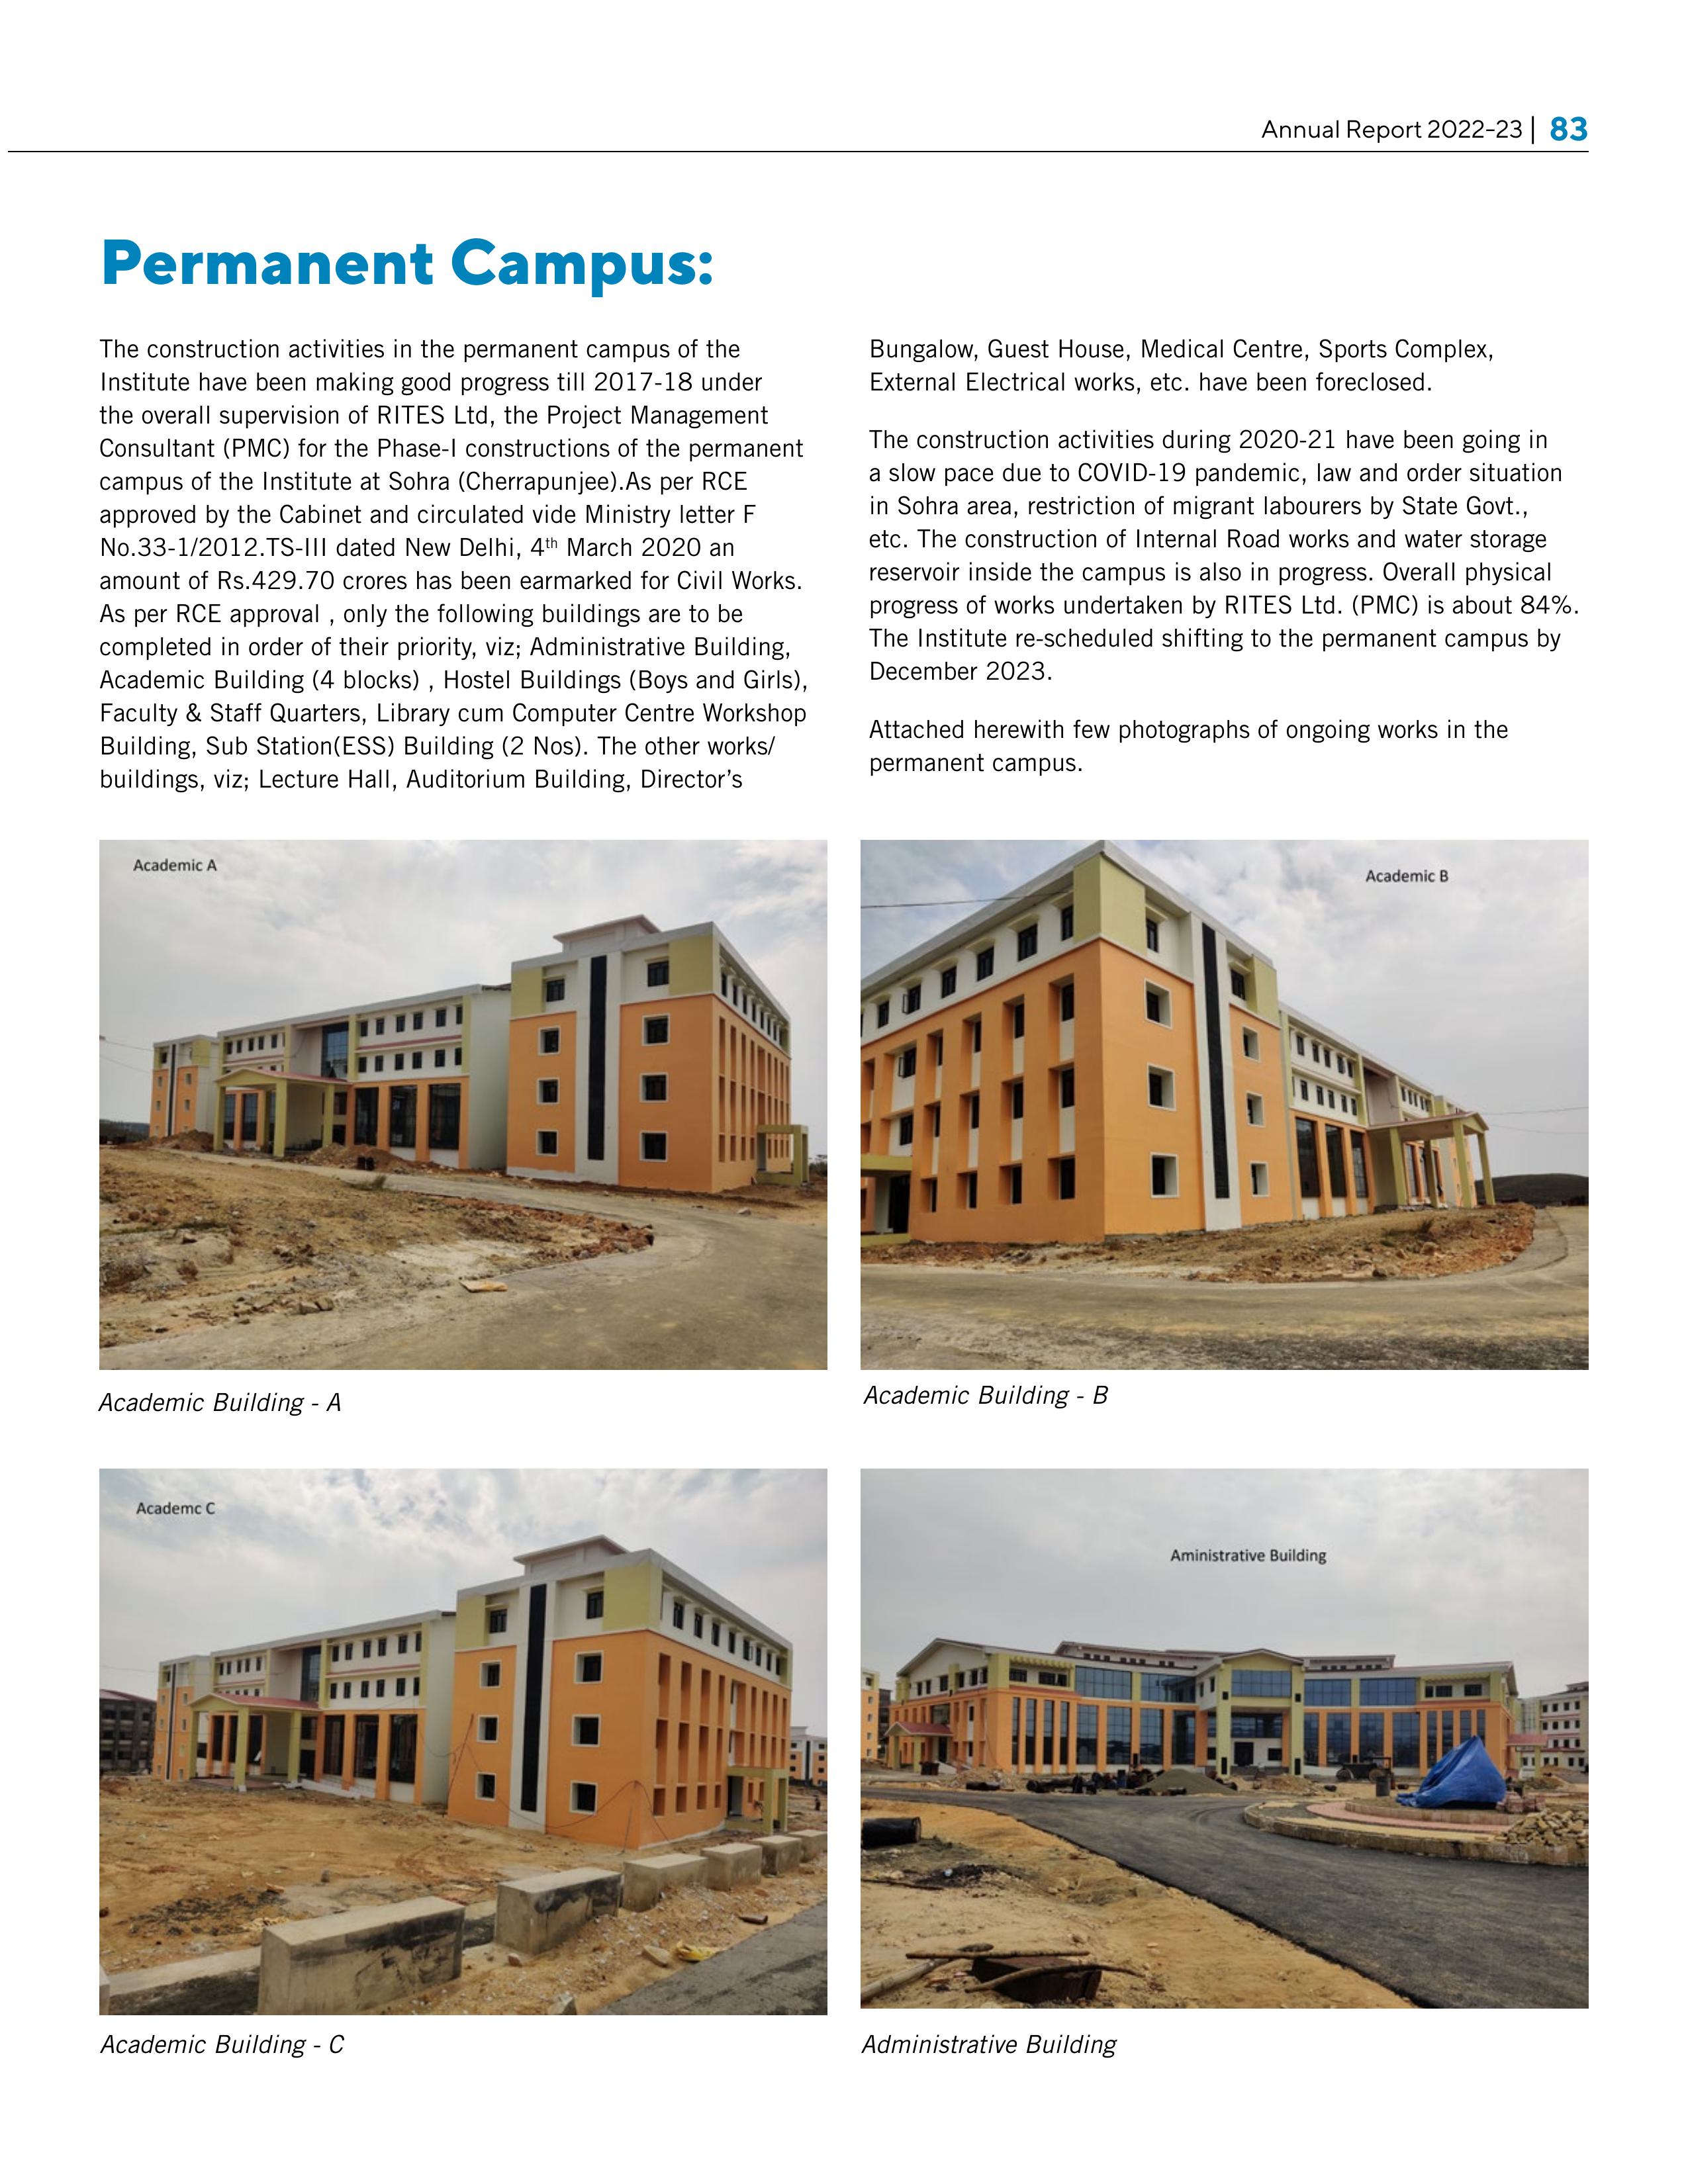 Annual Report 2022-23 | 83
Permanent Campus:
The construction activities in the permanent campus of the
Institute have been making good progress till 2017-18 under
the overall supervision of RITES Ltd, the Project Management
Consultant (PMC) for the Phase-I constructions of the permanent
campus of the Institute at Sohra (Cherrapunjee).As per RCE
approved by the Cabinet and circulated vide Ministry letter F
No.33-1/2012.TS-III dated New Delhi, 4th March 2020 an
amount of Rs.429.70 crores has been earmarked for Civil Works.
As per RCE approval , only the following buildings are to be
completed in order of their priority, viz; Administrative Building,
Academic Building (4 blocks) , Hostel Buildings (Boys and Girls),
Faculty & Staff Quarters, Library cum Computer Centre Workshop
Building, Sub Station(ESS) Building (2 Nos). The other works/
buildings, viz; Lecture Hall, Auditorium Building, Director’s
Bungalow, Guest House, Medical Centre, Sports Complex,
External Electrical works, etc. have been foreclosed.
The construction activities during 2020-21 have been going in
a slow pace due to COVID-19 pandemic, law and order situation
in Sohra area, restriction of migrant labourers by State Govt.,
etc. The construction of Internal Road works and water storage
reservoir inside the campus is also in progress. Overall physical
progress of works undertaken by RITES Ltd. (PMC) is about 84%.
The Institute re-scheduled shifting to the permanent campus by
December 2023.
Attached herewith few photographs of ongoing works in the
permanent campus.
Academic A
Academic B
Academic Building - A
Academic Building - B
Academc C
Aministrative Building
Academic Building - C
Administrative Building